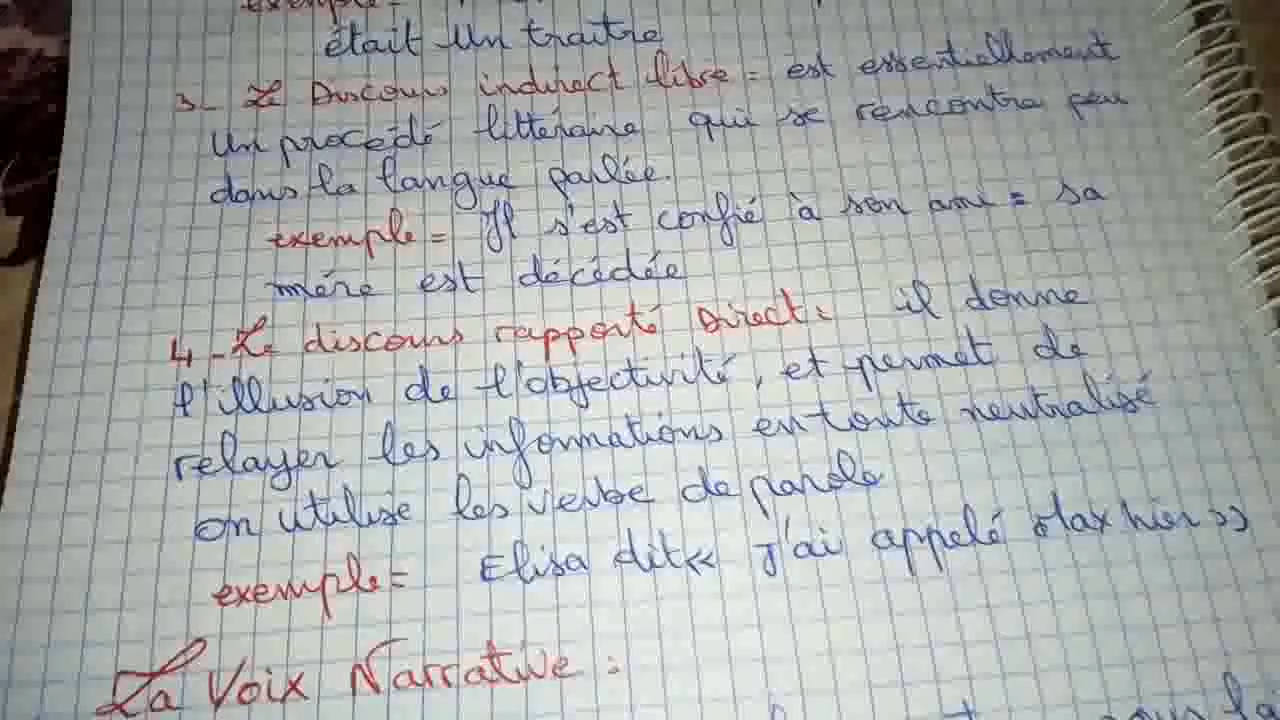 exemple =
était un traitre
3- Le Discours indirect libre = est essentiellement
un procédé littéraire qui se rencontre peu
dans la langue parlée.
exemple = Il s'est confié à son ami = sa
mére est décédée
4-Le discours rapporté Direct: il donne
l'illusion de l'objectivité, et permet de
relayer les informations en toute neutralisé
on utilise les verbe de parole
exemple = Elisa dit « J'ai appelé Max hier »
La Voix Narrative :